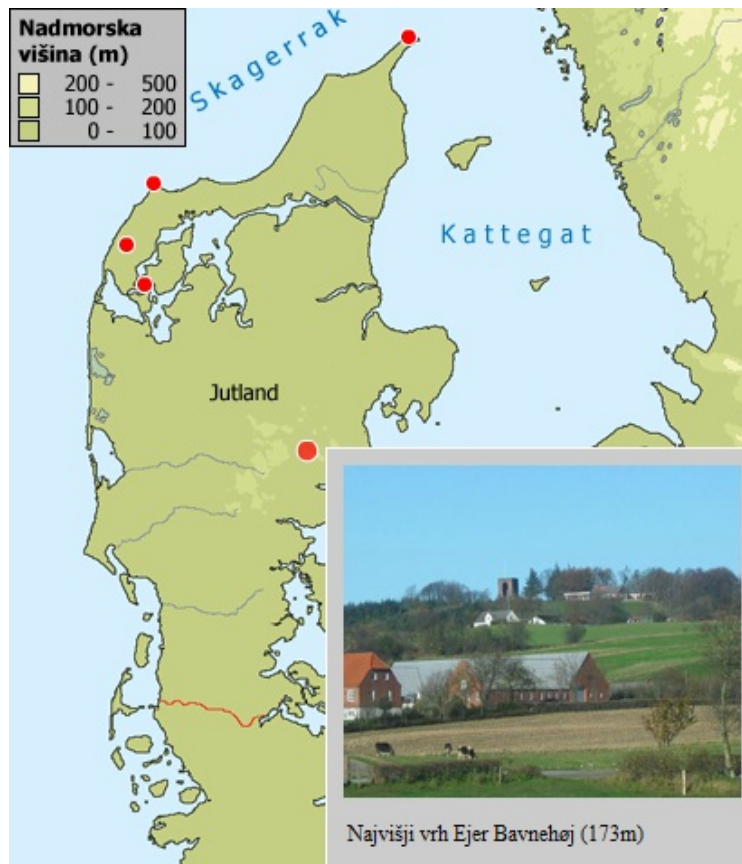 Nadmorska
višina (m)
200 - 500
100 - 200
0 - 100
Skagerrak
Kattegat
Jutland
Najvišji vrh Ejer Bavnehøj (173m)